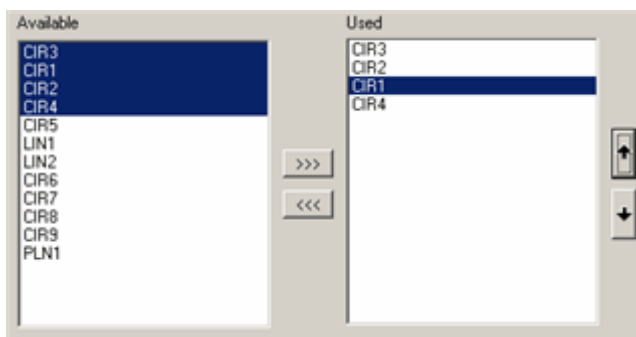 Available
CIR3
CIR1
CIR2
CIR4
CIR5
LIN1
LIN2
CIR6
CIR7
CIR8
CIR9
PLN1
>>>
<<<
Used
CIR3
CIR2
CIR1
CIR4